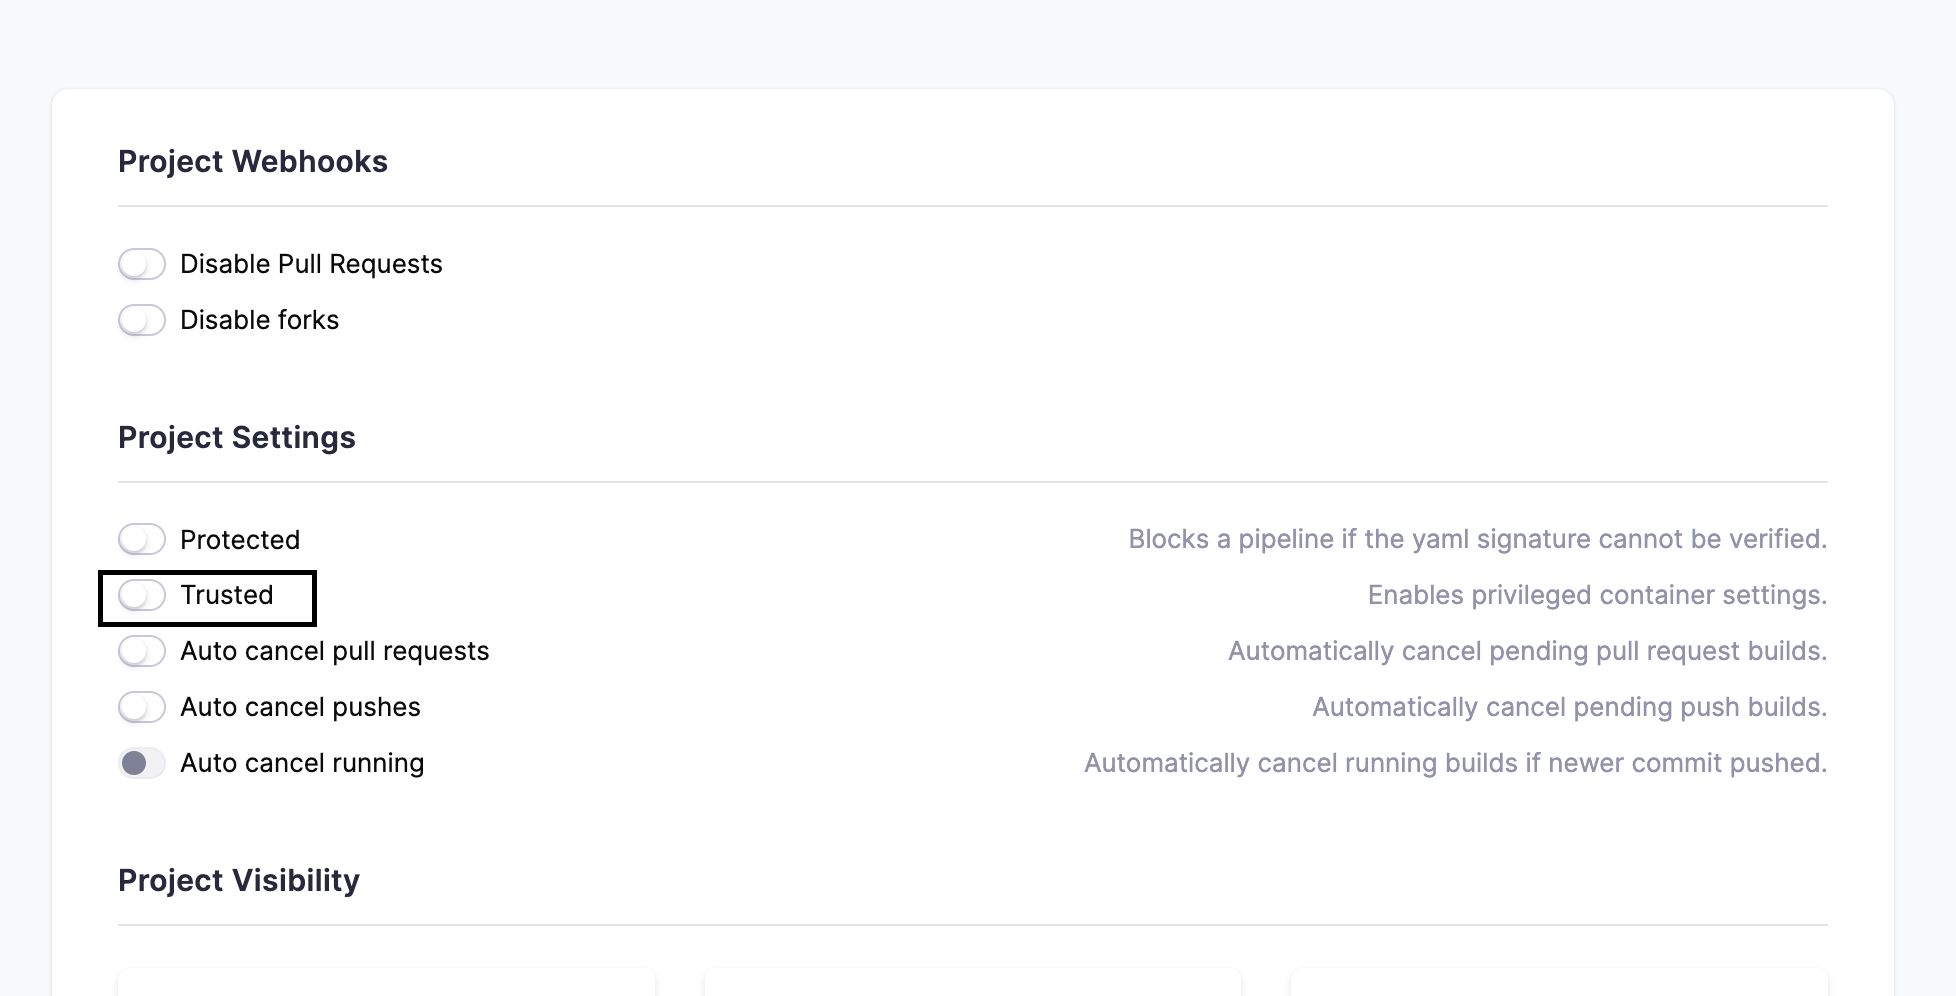 Project Webhooks
Disable Pull Requests
Disable forks
Project Settings
Protected Blocks a pipeline if the yaml signature cannot be verified.
Trusted Enables privileged container settings.
Auto cancel pull requests Automatically cancel pending pull request builds.
Auto cancel pushes Automatically cancel pending push builds.
Auto cancel running Automatically cancel running builds if newer commit pushed.
Project Visibility